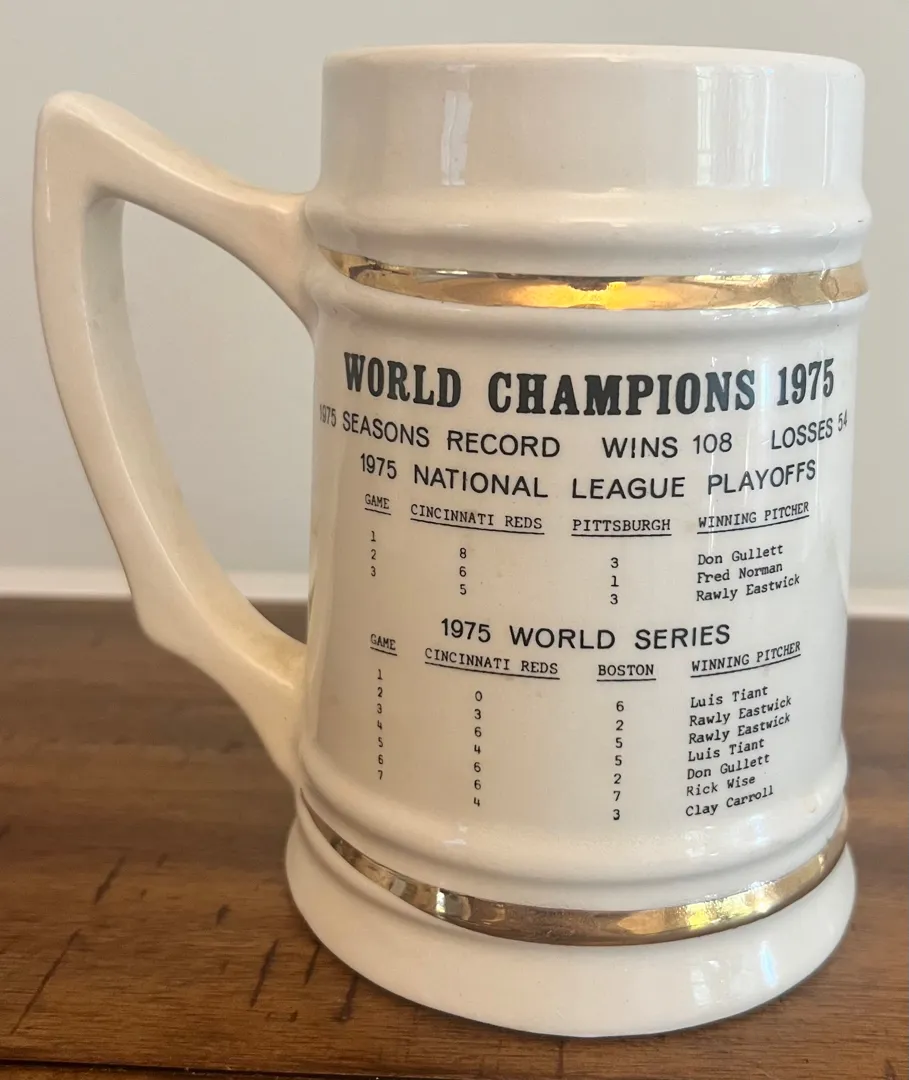 WORLD CHAMPIONS 1975
1975 SEASONS RECORD WINS 108 LOSSES 54
1975 NATIONAL LEAGUE PLAYOFFS
GAME CINCINNATI REDS PITTSBURGH WINNING PITCHER
1 8 3 Don Gullett
2 6 1 Fred Norman
3 5 3 Rawly Eastwick
1975 WORLD SERIES
GAME CINCINNATI REDS BOSTON WINNING PITCHER
1 0 6 Luis Tiant
2 3 2 Rawly Eastwick
3 6 5 Rawly Eastwick
4 4 5 Luis Tiant
5 6 2 Don Gullett
6 6 7 Rick Wise
7 4 3 Clay Carroll